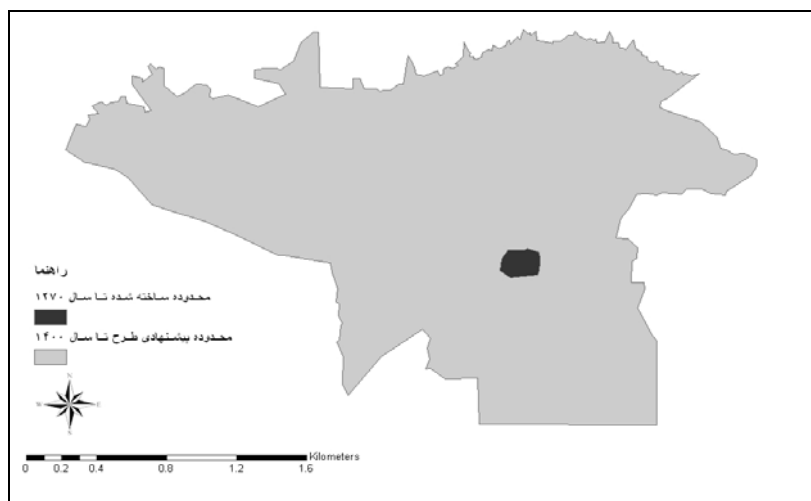 راهنما
محدوده ساخته شده تا سال ۱۲۷۰
محدوده پیشنهادی طرح تا سال ۱۴۰۰
N
W E
S
Kilometers
0 0.2 0.4 0.8 1.2 1.6